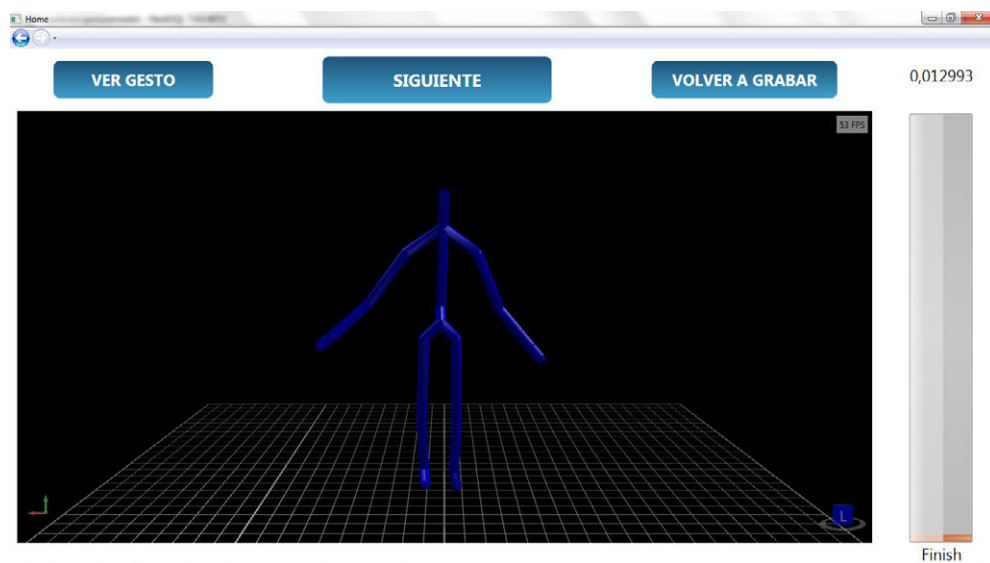 Home
VER GESTO
SIGUIENTE
VOLVER A GRABAR
0,012993
53 FPS
L
Finish